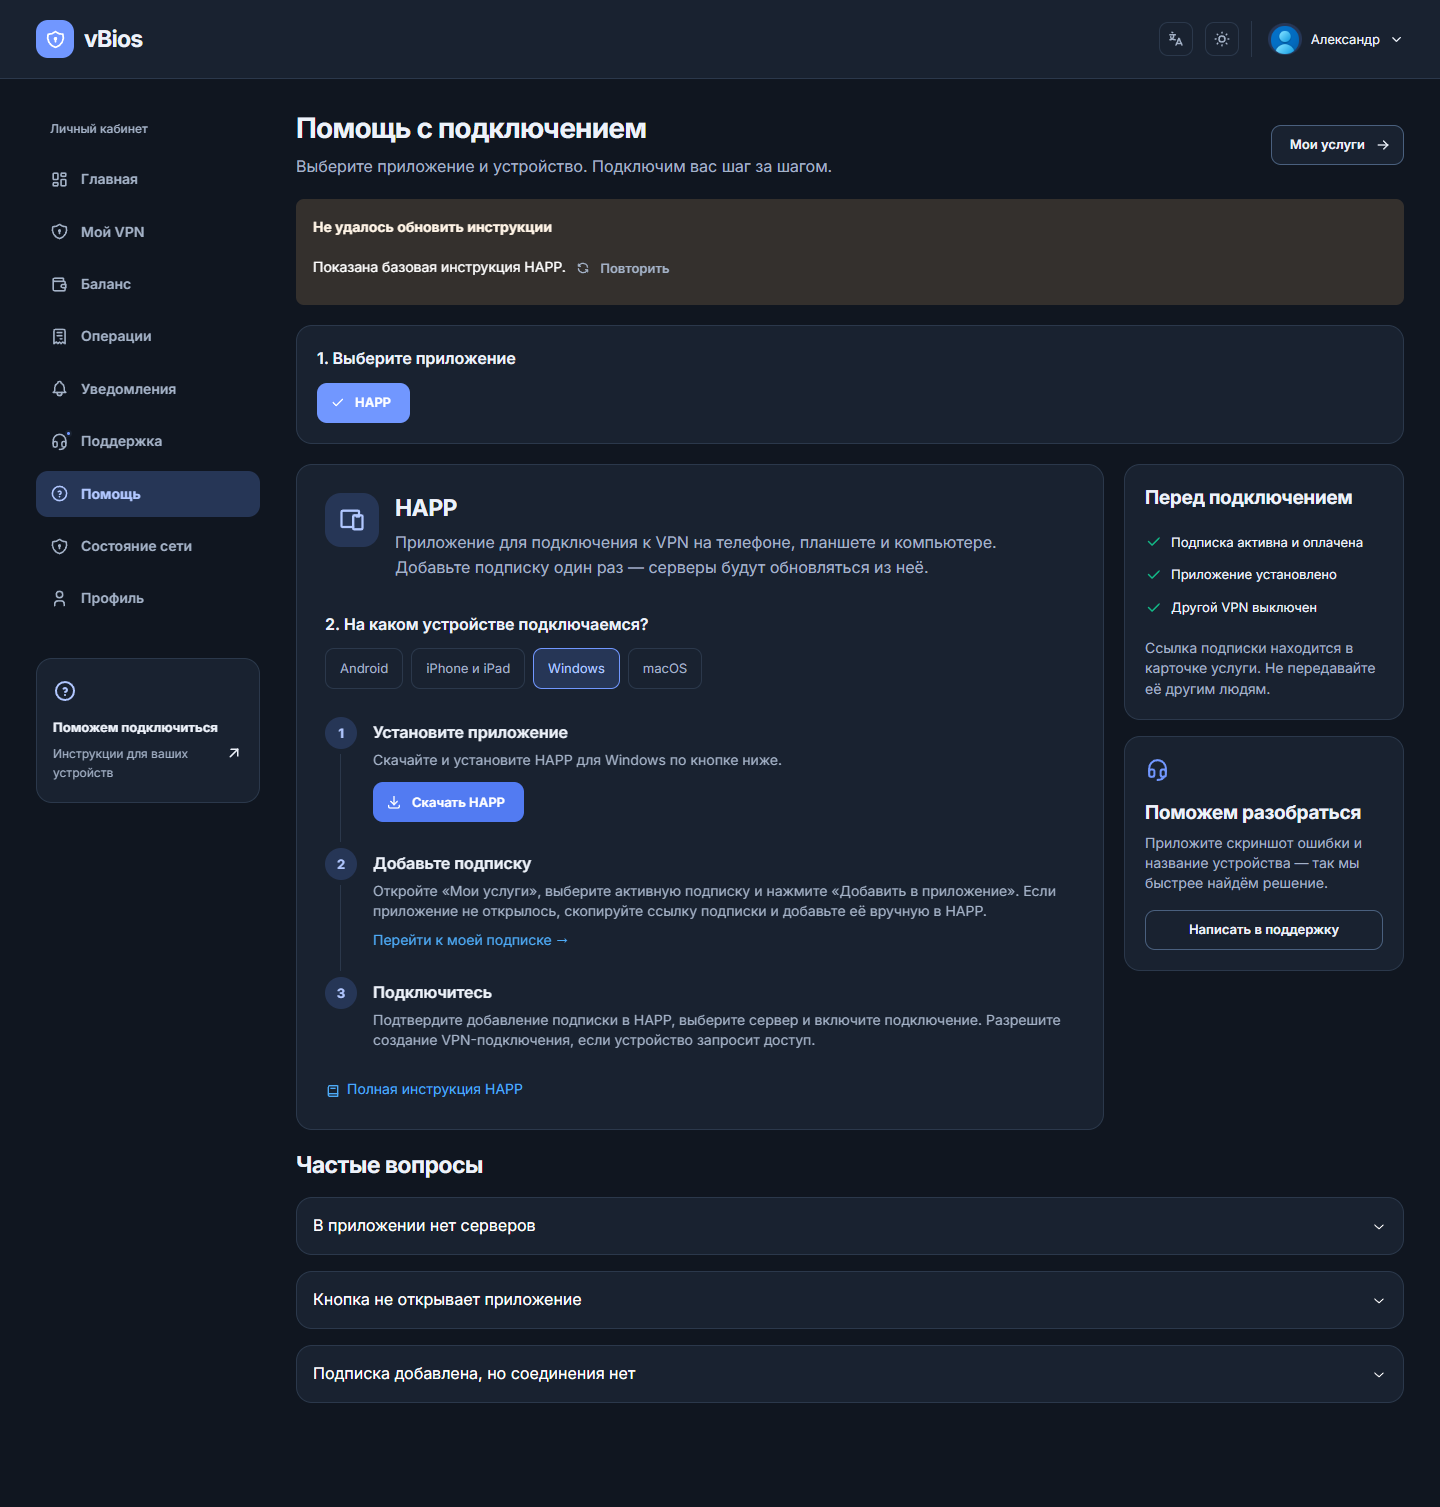 vBios
Александр
Личный кабинет
Главная
Мой VPN
Баланс
Операции
Уведомления
Поддержка
Помощь
Состояние сети
Профиль
Поможем подключиться
Инструкции для ваших
устройств
Помощь с подключением
Выберите приложение и устройство. Подключим вас шаг за шагом.
Мои услуги
Не удалось обновить инструкции
Показана базовая инструкция HAPP. Повторить
1. Выберите приложение
HAPP
HAPP
Приложение для подключения к VPN на телефоне, планшете и компьютере.
Добавьте подписку один раз — серверы будут обновляться из неё.
2. На каком устройстве подключаемся?
Android iPhone и iPad Windows macOS
1 Установите приложение
Скачайте и установите HAPP для Windows по кнопке ниже.
Скачать HAPP
2 Добавьте подписку
Откройте «Мои услуги», выберите активную подписку и нажмите «Добавить в приложение». Если
приложение не открылось, скопируйте ссылку подписки и добавьте её вручную в HAPP.
Перейти к моей подписке →
3 Подключитесь
Подтвердите добавление подписки в HAPP, выберите сервер и включите подключение. Разрешите
создание VPN-подключения, если устройство запросит доступ.
Полная инструкция HAPP
Перед подключением
Подписка активна и оплачена
Приложение установлено
Другой VPN выключен
Ссылка подписки находится в
карточке услуги. Не передавайте
её другим людям.
Поможем разобраться
Приложите скриншот ошибки и
название устройства — так мы
быстрее найдём решение.
Написать в поддержку
Частые вопросы
В приложении нет серверов
Кнопка не открывает приложение
Подписка добавлена, но соединения нет